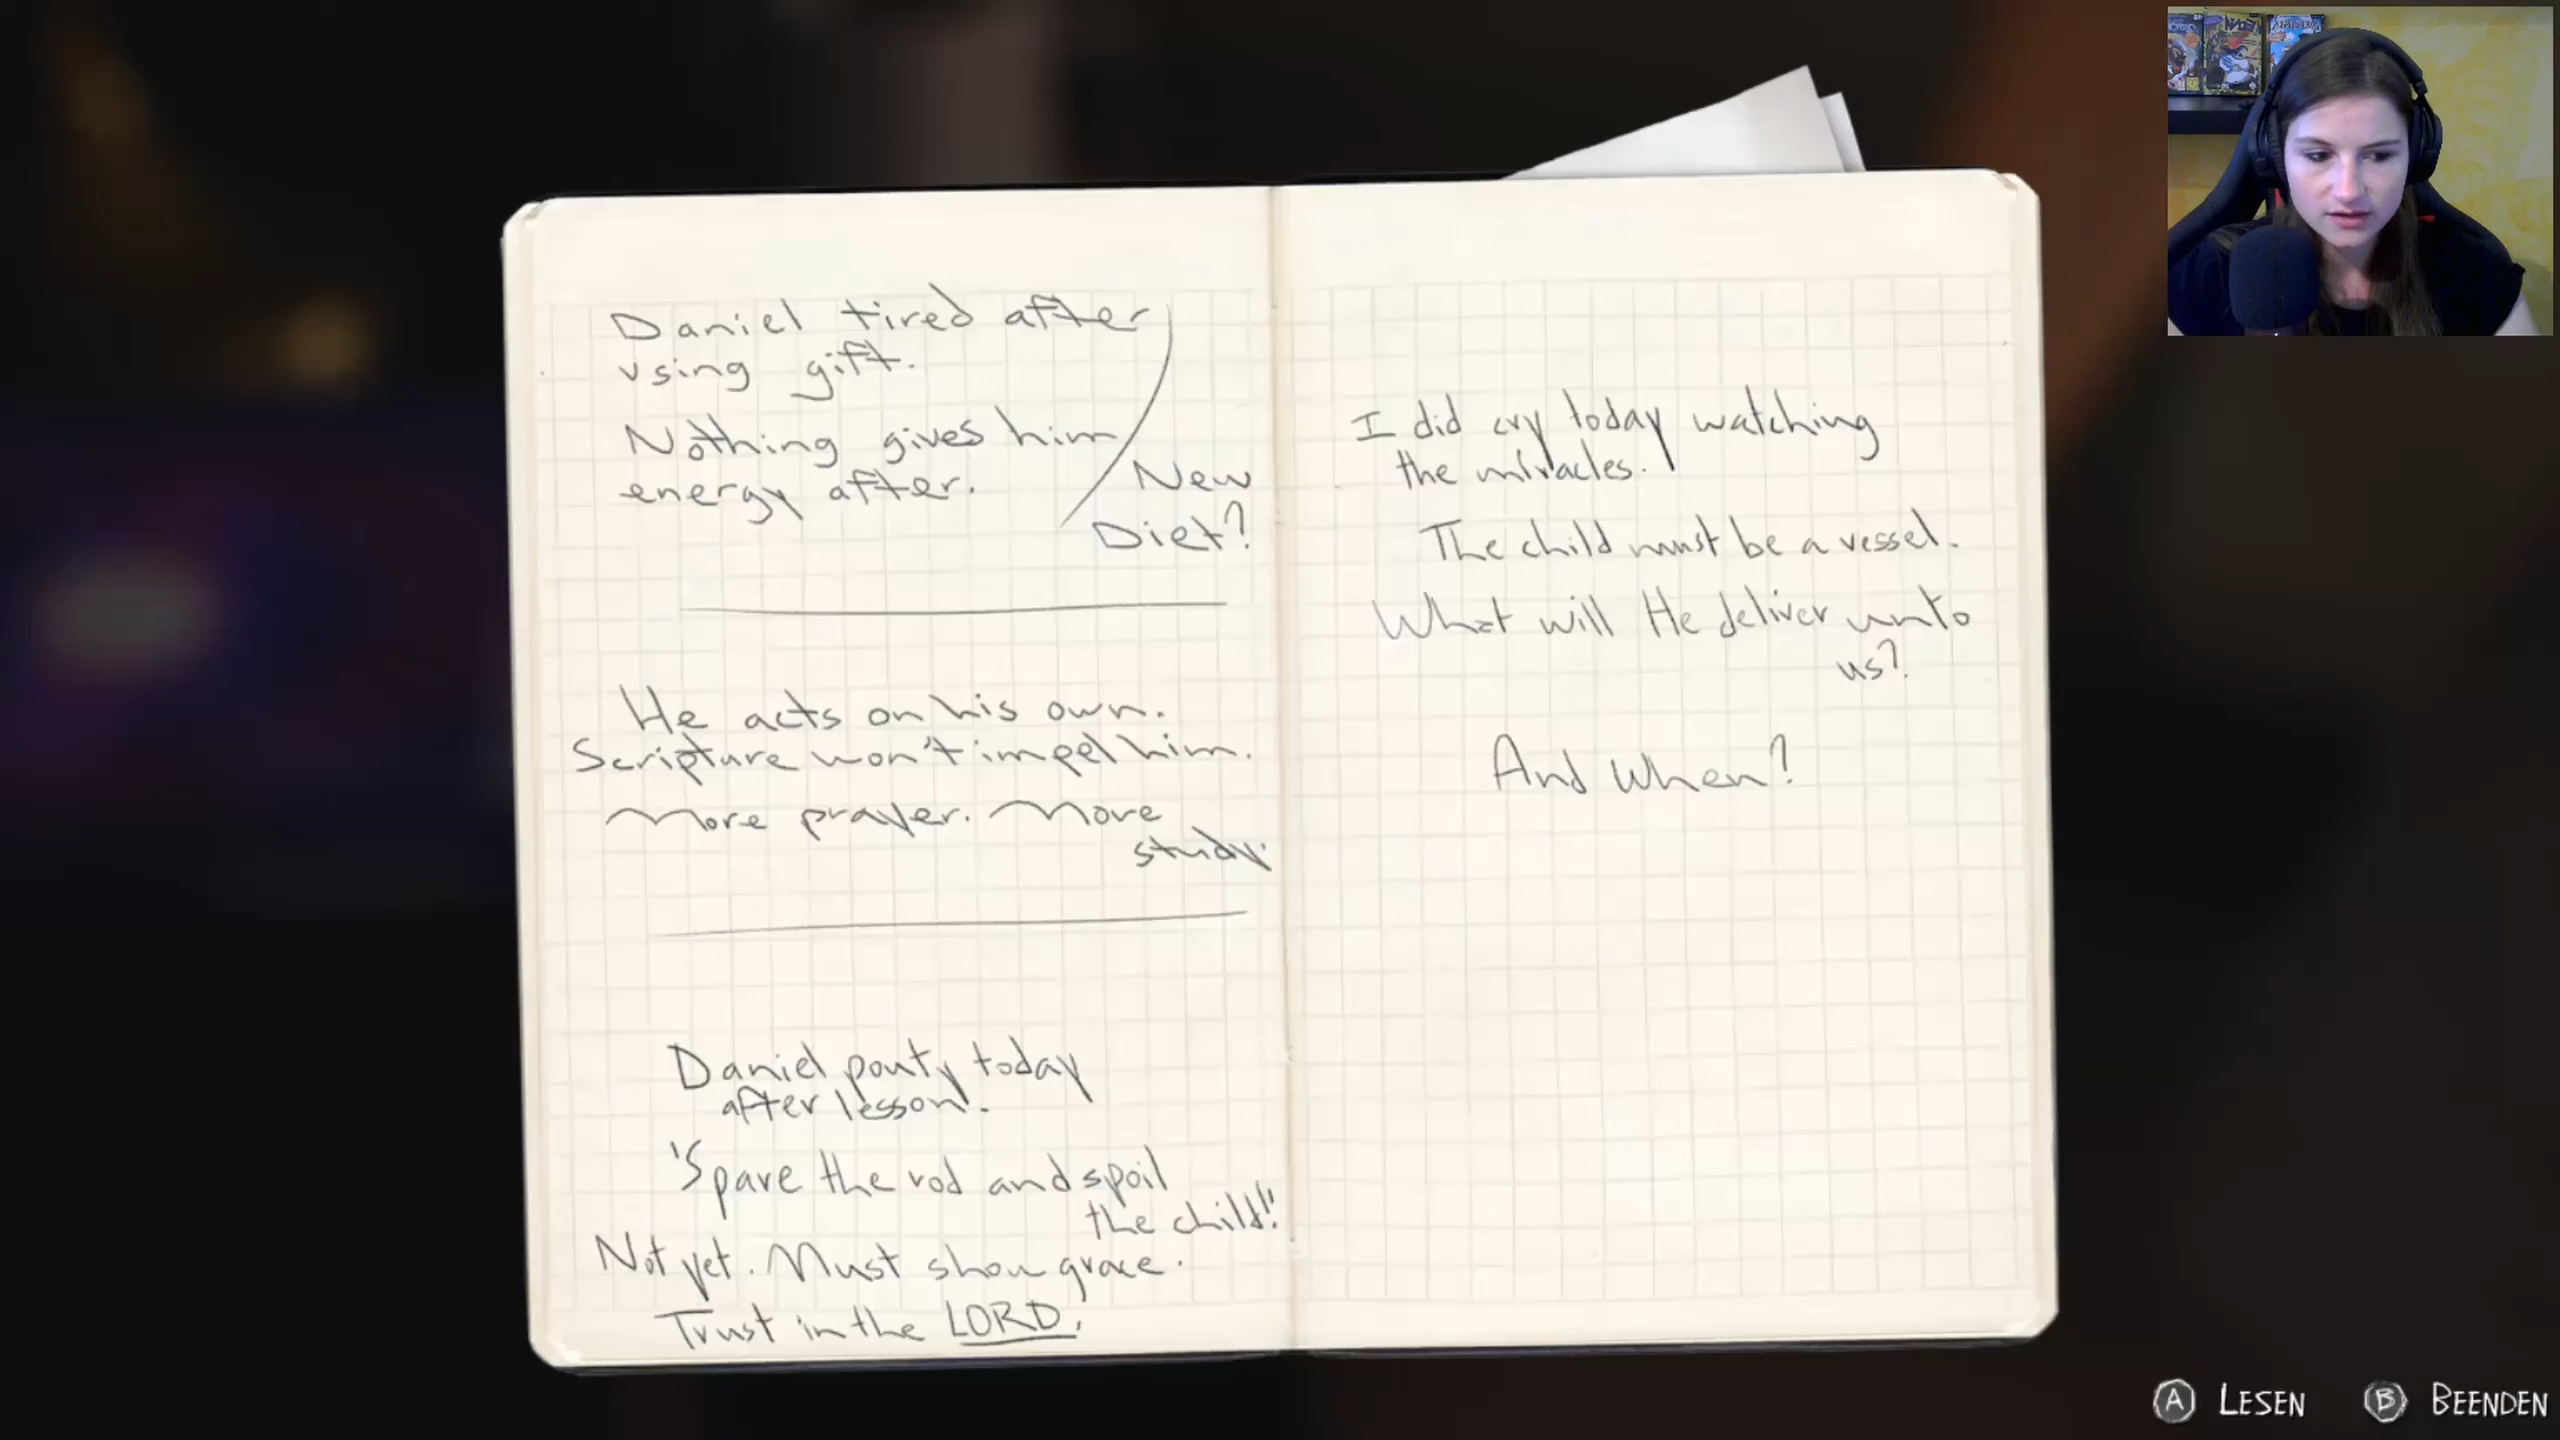 Daniel tired after
using gift.
Nothing gives him
energy after.
New
Diet?
He acts on his own.
Scripture won't impel him.
More prayer. More
study.
Daniel pouty today
after lesson.
'Spare the rod and spoil
the child!'
Not yet. Must show grace.
Trust in the LORD.
I did cry today watching
the miracles.
The child must be a vessel.
What will He deliver unto
us?
And When?
A LESEN B BEENDEN